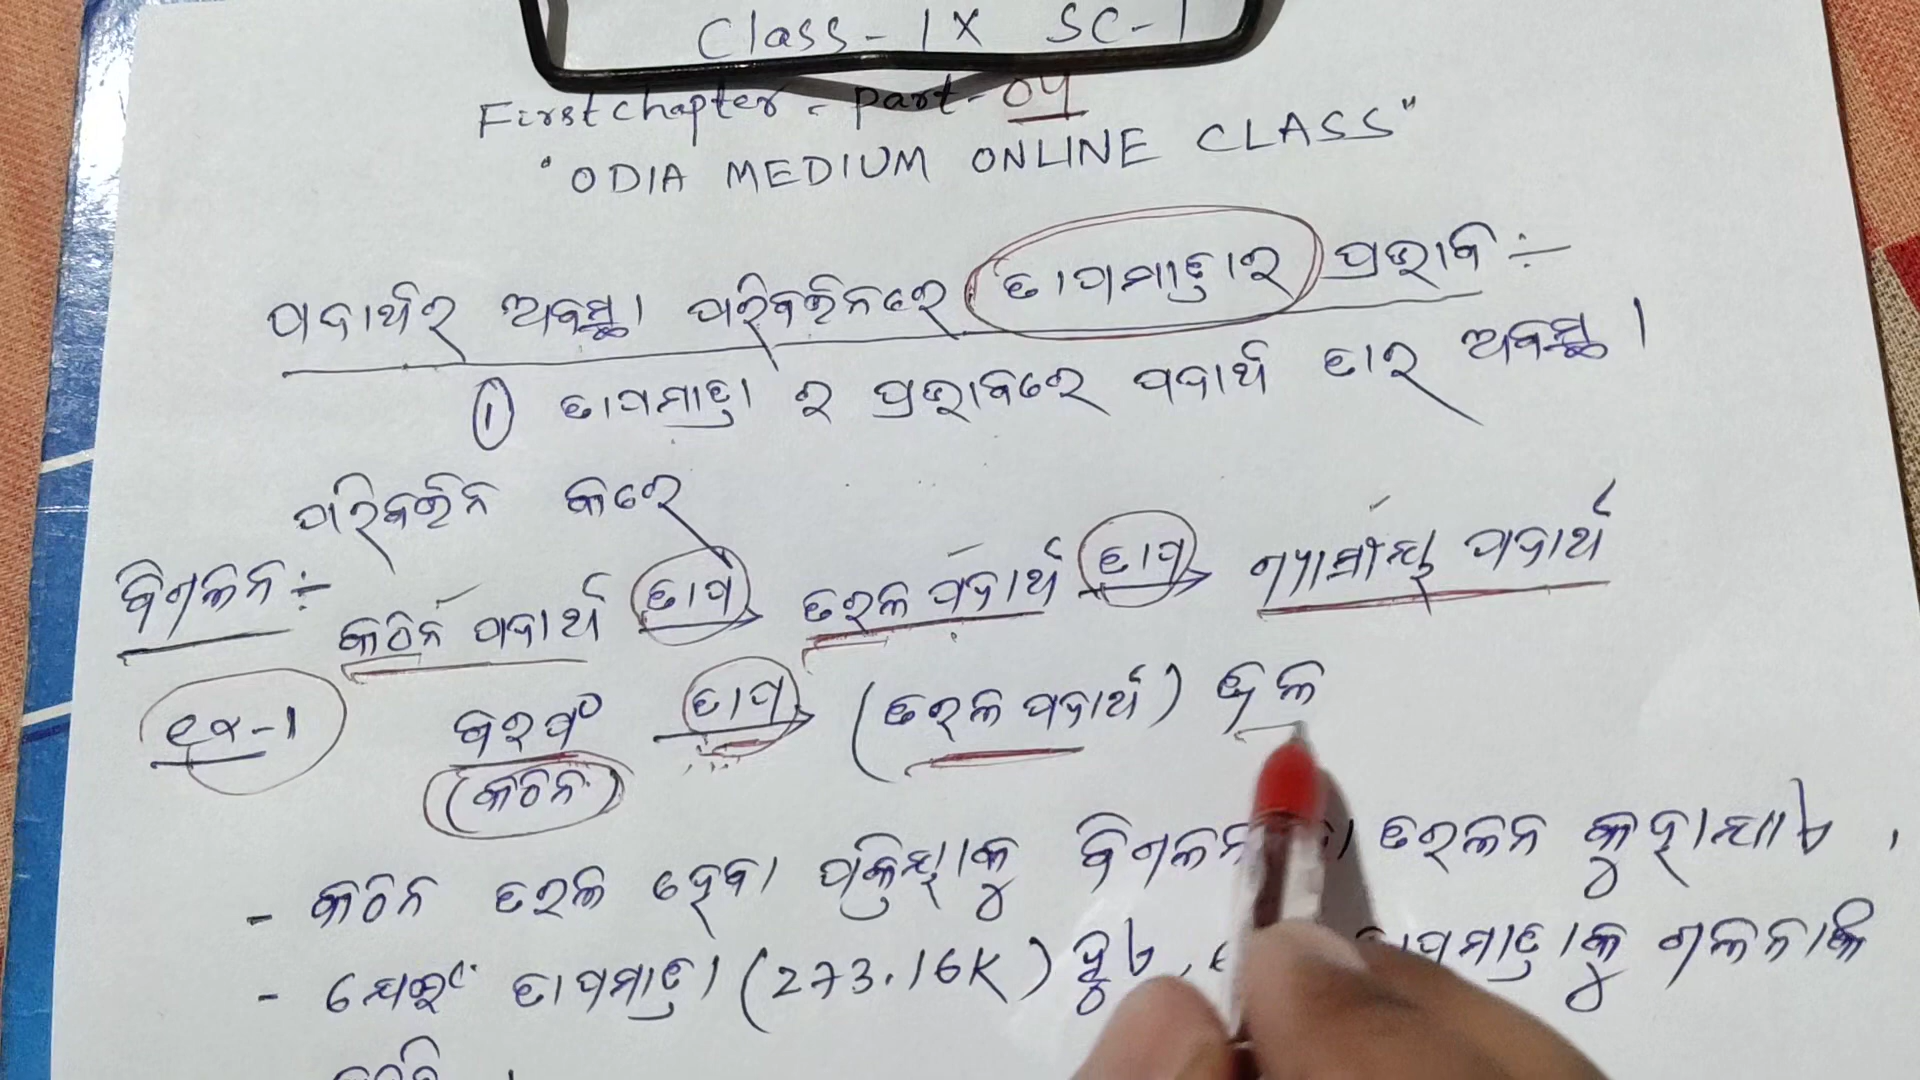 Class - IX SC-1
First chapter - part - 04
"ODIA MEDIUM ONLINE CLASS"
ପଦାର୍ଥର ଅବସ୍ଥା ପରିବର୍ତ୍ତନରେ ତାପମାତ୍ରାର ପ୍ରଭାବ :-
① ତାପମାତ୍ରା ର ପ୍ରଭାବରେ ପଦାର୍ଥ ତାର ଅବସ୍ଥା
ପରିବର୍ତ୍ତନ କରେ
ବିଗଳନ :-
କଠିନ ପଦାର୍ଥ ତାପ ତରଳ ପଦାର୍ଥ ତାପ ଗ୍ୟାସୀୟ ପଦାର୍ଥ
ବରଫ ତାପ (ତରଳ ପଦାର୍ଥ) ଜଳ
(କଠିନ)
- କଠିନ ତରଳ ହେବା ପ୍ରକ୍ରିୟାକୁ ବିଗଳନ ତରଳନ କୁହାଯାଏ ।
- ଯେଉଁ ତାପମାତ୍ରା (273.16K) ହୁଏ, ତାପମାତ୍ରାକୁ ଗଳନାଙ୍କ